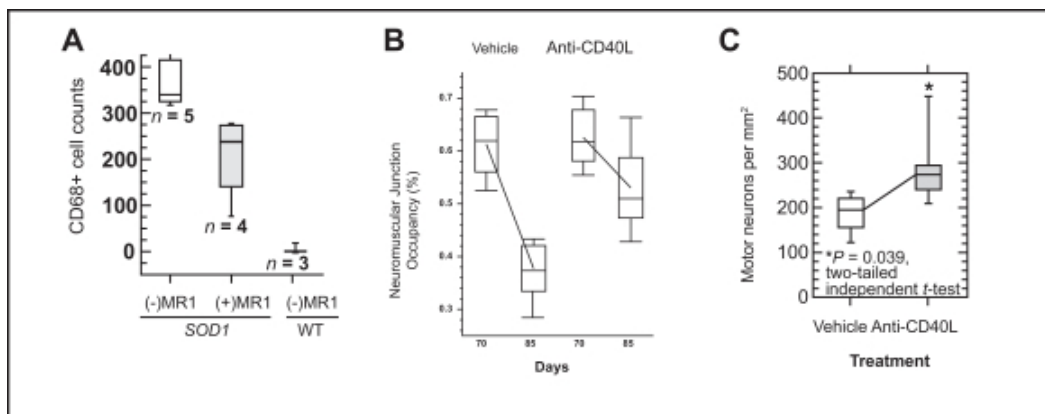 A
CD68+ cell counts
400
300
200
100
0
n = 5
n = 4
n = 3
(-)MR1 (+)MR1 (-)MR1
SOD1 WT
B
Vehicle Anti-CD40L
Neuromuscular Junction
Occupancy (%)
0.7
0.6
0.5
0.4
0.3
70 85 70 85
Days
C
Motor neurons per mm²
500
400
300
200
100
0
*
*P = 0.039,
two-tailed
independent t-test
Vehicle Anti-CD40L
Treatment